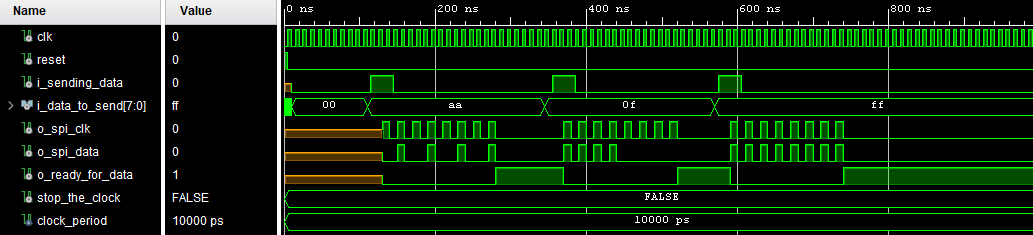 Name Value 0 ns 200 ns 400 ns 600 ns 800 ns
clk 0
reset 0
i_sending_data 0
i_data_to_send[7:0] ff 00 aa 0f ff
o_spi_clk 0
o_spi_data 0
o_ready_for_data 1
stop_the_clock FALSE FALSE
clock_period 10000 ps 10000 ps